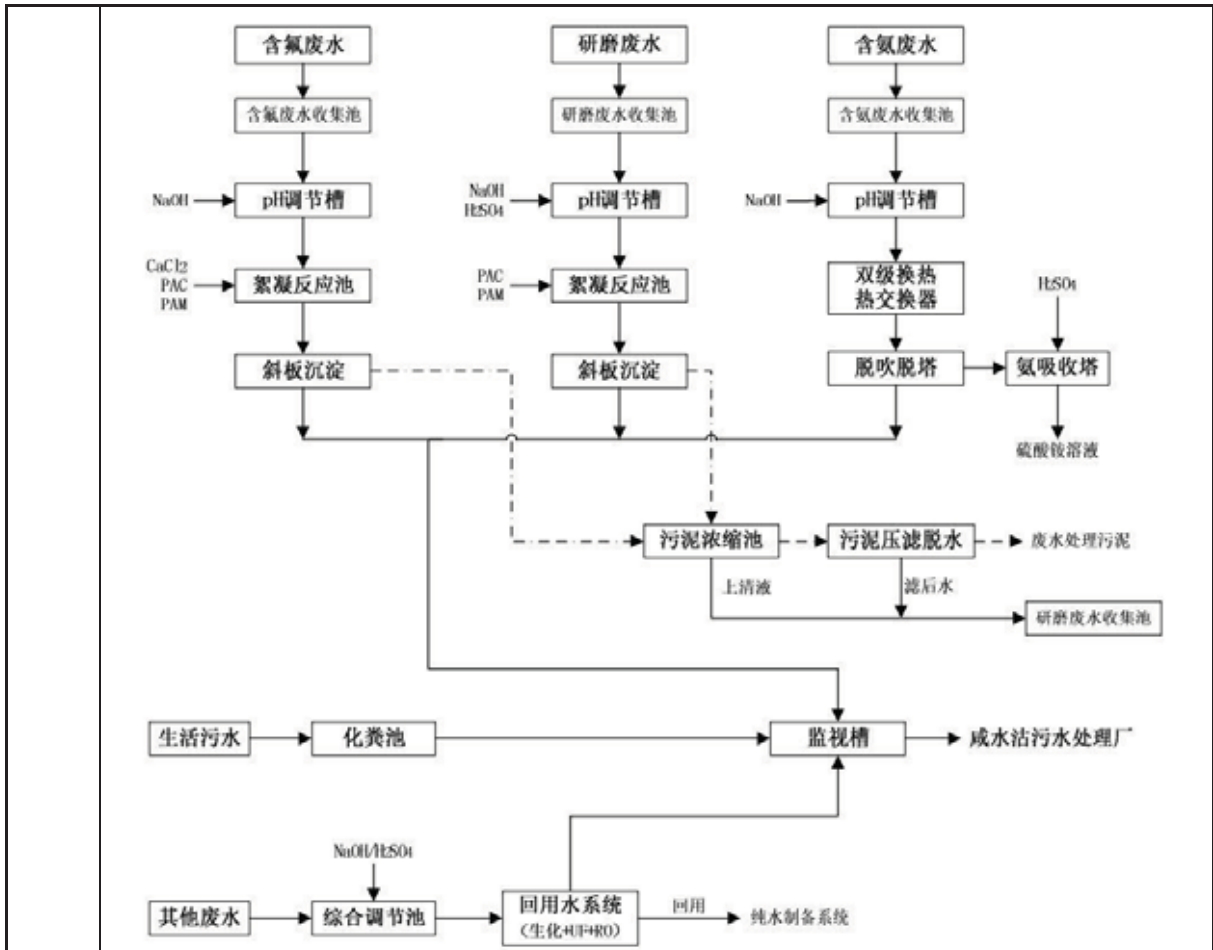 含氟废水
研磨废水
含氨废水
含氟废水收集池
研磨废水收集池
含氨废水收集池
NaOH
pH调节槽
NaOH
H₂SO₄
pH调节槽
NaOH
pH调节槽
CaCl₂
PAC
PAM
絮凝反应池
PAC
PAM
絮凝反应池
双级换热
热交换器
H₂SO₄
斜板沉淀
斜板沉淀
脱吹脱塔
氨吸收塔
硫酸铵溶液
污泥浓缩池
污泥压滤脱水
废水处理污泥
上清液
滤后水
研磨废水收集池
生活污水
化粪池
监视槽
咸水沽污水处理厂
NaOH/H₂SO₄
其他废水
综合调节池
回用水系统
(生化+UF+RO)
回用
纯水制备系统